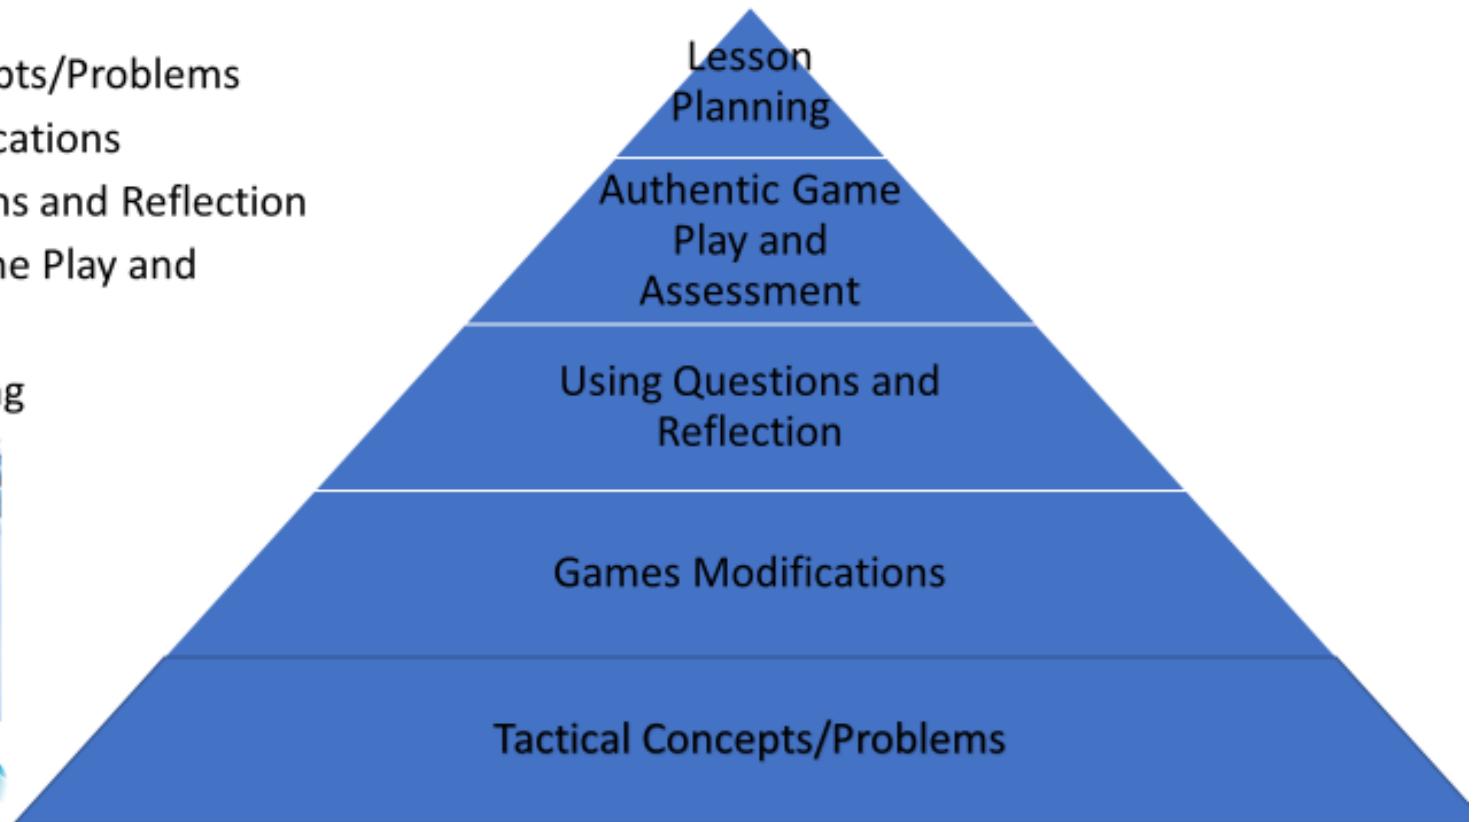 pts/Problems
cations
ns and Reflection
ne Play and
g
Lesson
Planning
Authentic Game
Play and
Assessment
Using Questions and
Reflection
Games Modifications
Tactical Concepts/Problems